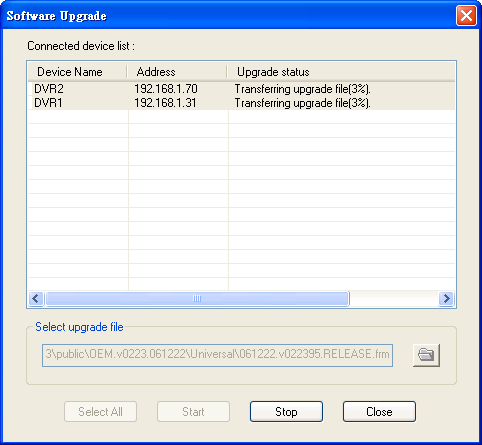 Software Upgrade
Connected device list :
Device Name Address Upgrade status
DVR2 192.168.1.70 Transferring upgrade file(3%).
DVR1 192.168.1.31 Transferring upgrade file(3%).
Select upgrade file
3\public\OEM.v0223.061222\Universal\061222.v022395.RELEASE.frm
Select All Start Stop Close